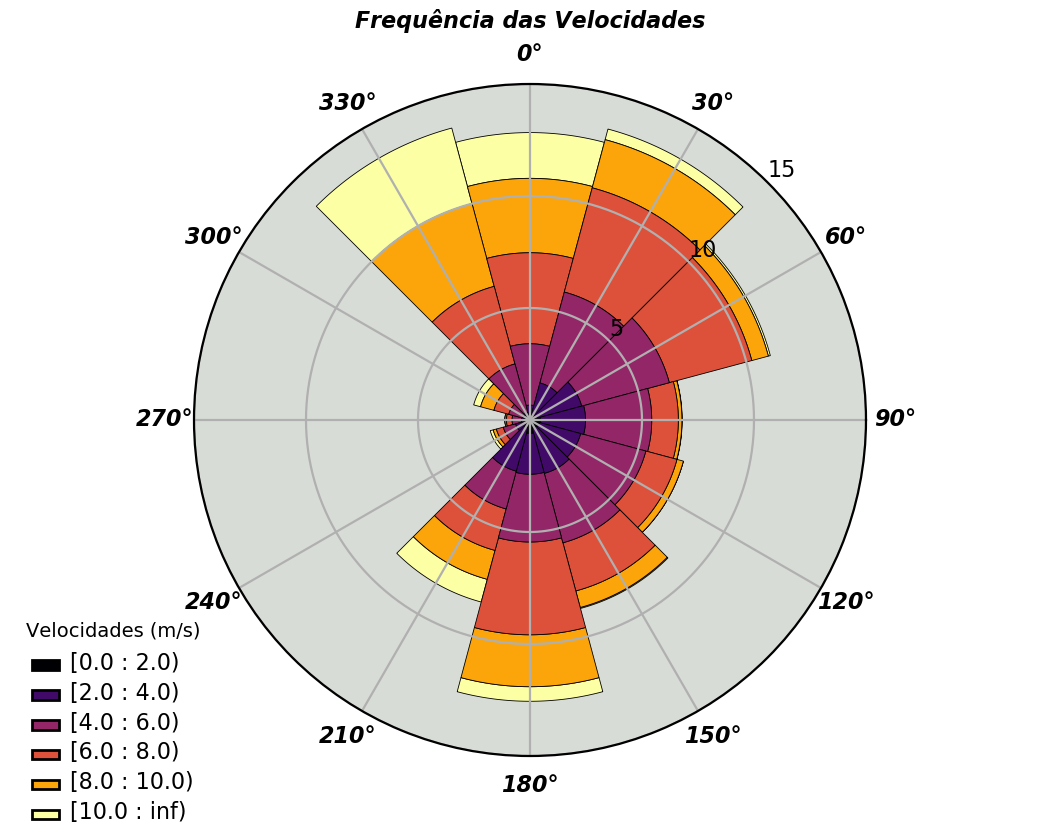 Frequência das Velocidades
0°
330°
30°
15
300°
60°
10
5
270°
90°
240°
120°
210°
150°
180°
Velocidades (m/s)
[0.0 : 2.0)
[2.0 : 4.0)
[4.0 : 6.0)
[6.0 : 8.0)
[8.0 : 10.0)
[10.0 : inf)